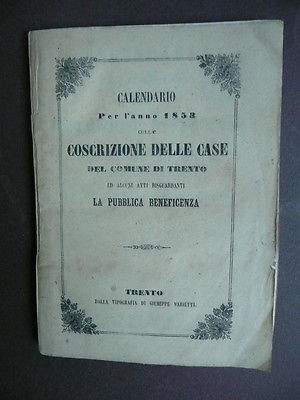 CALENDARIO
Per l'anno 1853
COLLA
COSCRIZIONE DELLE CASE
DEL COMUNE DI TRENTO
ED ALCUNI ATTI RISGUARDANTI
LA PUBBLICA BENEFICENZA
TRENTO
DALLA TIPOGRAFIA DI GIUSEPPE MARIETTI.